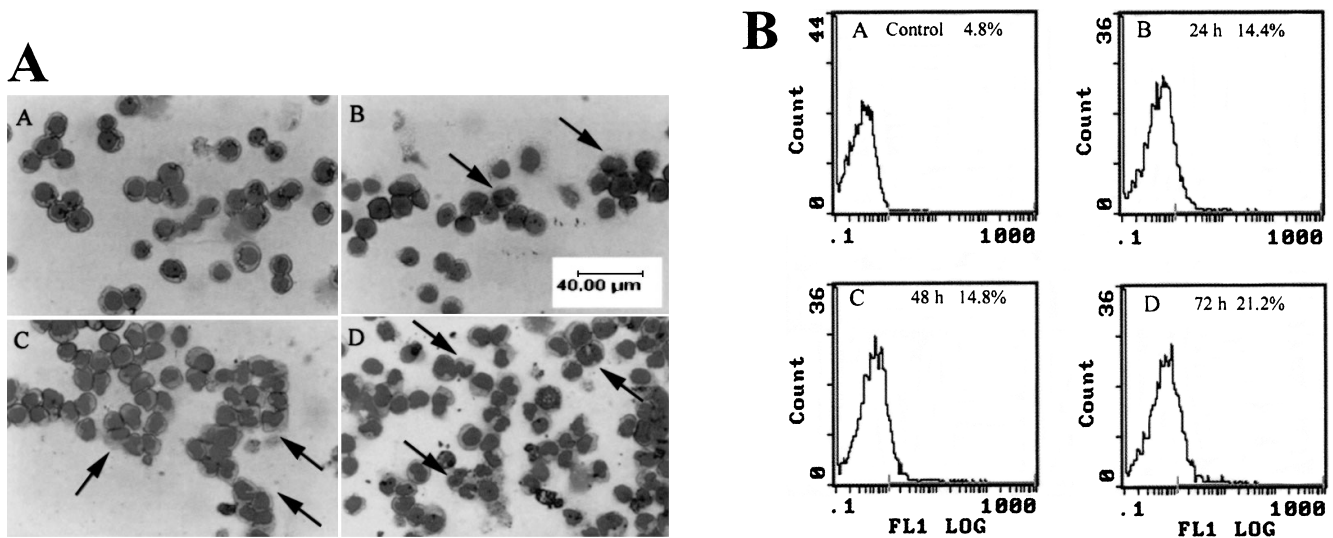 A
A
B
40.00 µm
C
D
B
A Control 4.8%
44
Count
0
.1 1000
B 24 h 14.4%
36
Count
0
.1 1000
C 48 h 14.8%
36
Count
0
.1 1000
FL1 LOG
D 72 h 21.2%
36
Count
0
.1 1000
FL1 LOG